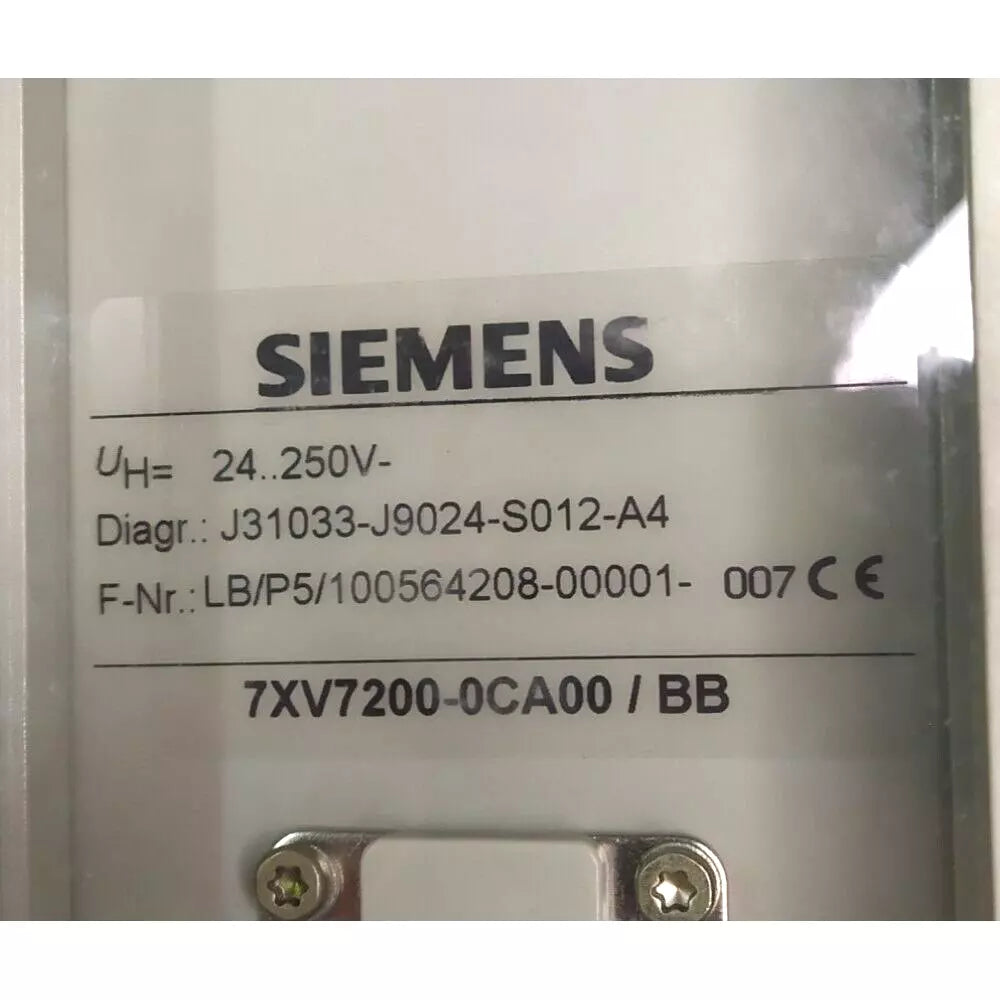 SIEMENS
UH= 24..250V-
Diagr.: J31033-J9024-S012-A4
F-Nr.: LB/P5/100564208-00001- 007 CE
7XV7200-0CA00 / BB